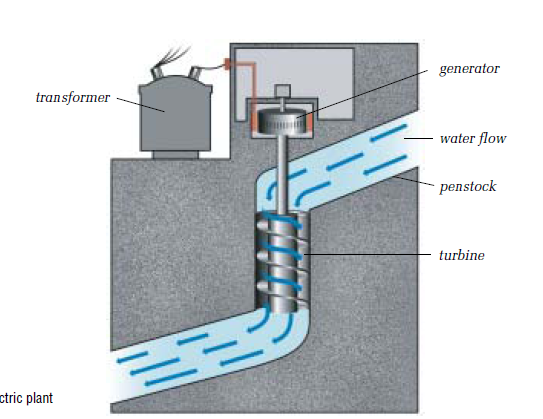 generator
transformer
water flow
penstock
turbine
ctric plant